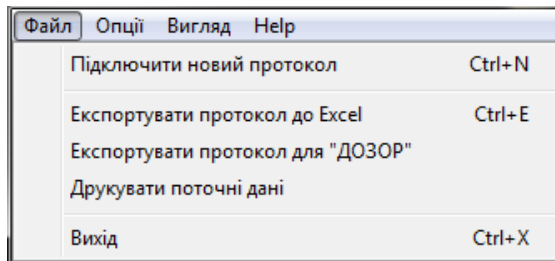 Файл Опції Вигляд Help
Підключити новий протокол Ctrl+N
Експортувати протокол до Excel Ctrl+E
Експортувати протокол для "ДОЗОР"
Друкувати поточні дані
Вихід Ctrl+X